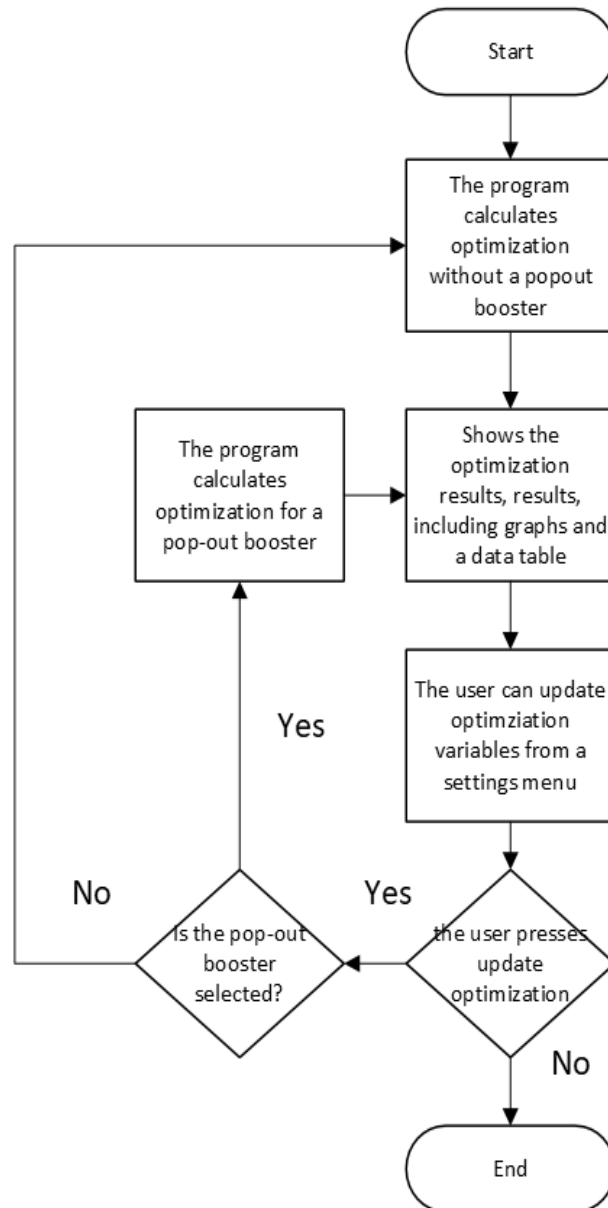 Start
The program
calculates
optimization
without a popout
booster
The program
calculates
optimization for a
pop-out booster
Shows the
optimization
results, results,
including graphs and
a data table
The user can update
optimziation
variables from a
settings menu
Yes
No
Yes
Is the pop-out
booster
selected?
the user presses
update
optimization
No
End